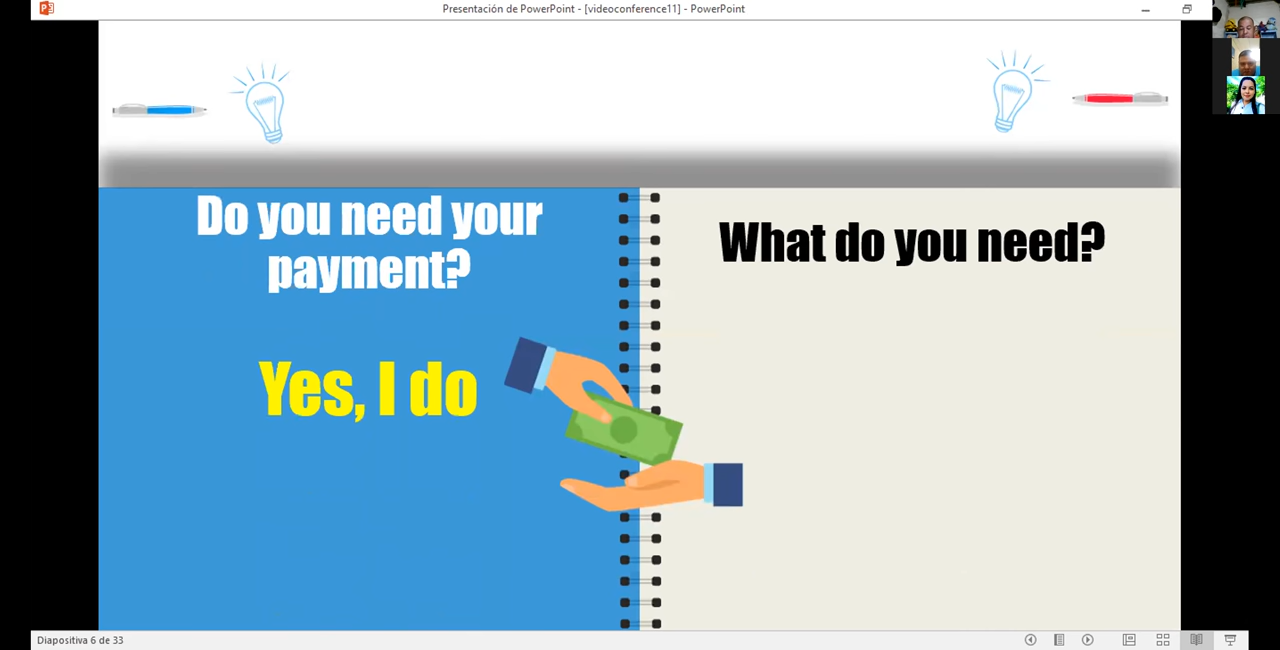 Presentación de PowerPoint - [videoconference11] - PowerPoint
Do you need your
payment?
Yes, I do
What do you need?
Diapositiva 6 de 33